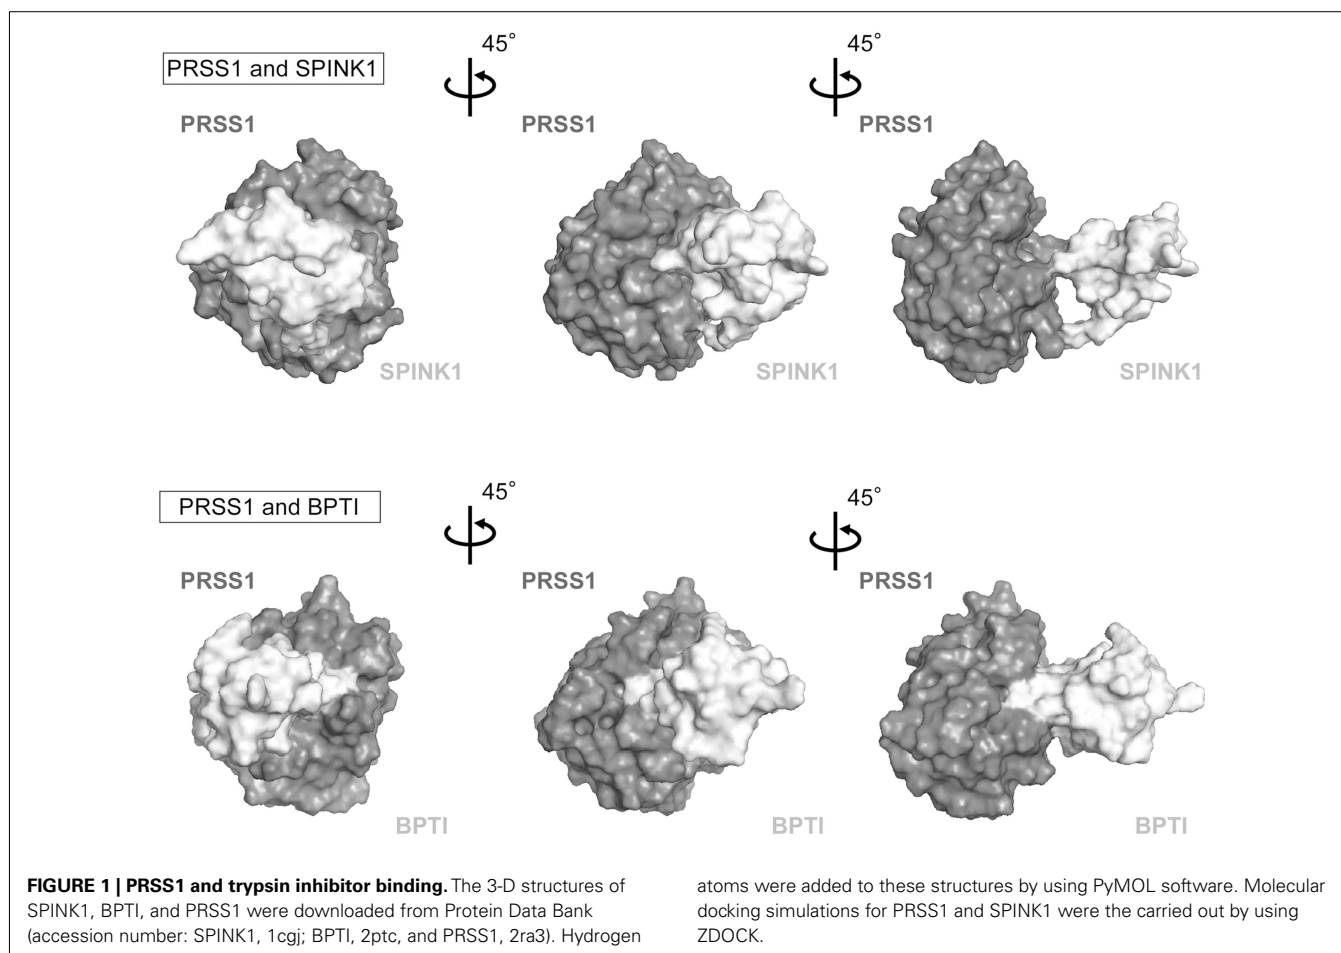 45°
45°
PRSS1 and SPINK1
PRSS1
PRSS1
PRSS1
SPINK1
SPINK1
SPINK1
45°
45°
PRSS1 and BPTI
PRSS1
PRSS1
PRSS1
BPTI
BPTI
BPTI
FIGURE 1 | PRSS1 and trypsin inhibitor binding. The 3-D structures of
SPINK1, BPTI, and PRSS1 were downloaded from Protein Data Bank
(accession number: SPINK1, 1cgj; BPTI, 2ptc, and PRSS1, 2ra3). Hydrogen
atoms were added to these structures by using PyMOL software. Molecular
docking simulations for PRSS1 and SPINK1 were the carried out by using
ZDOCK.